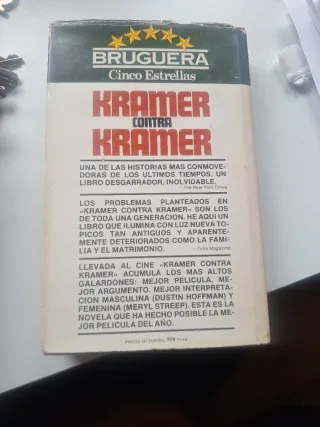 BRUGUERA
Cinco Estrellas
KRAMER
CONTRA
KRAMER
UNA DE LAS HISTORIAS MAS CONMOVE-
DORAS DE LOS ULTIMOS TIEMPOS. UN
LIBRO DESGARRADOR, INOLVIDABLE.
—The New York Times
LOS PROBLEMAS PLANTEADOS EN
«KRAMER CONTRA KRAMER» SON LOS
DE TODA UNA GENERACION. HE AQUI UN
LIBRO QUE ILUMINA CON LUZ NUEVA TO-
PICOS TAN ANTIGUOS Y APARENTE-
MENTE DETERIORADOS COMO LA FAMI-
LIA Y EL MATRIMONIO.
—Time Magazine
LLEVADA AL CINE «KRAMER CONTRA
KRAMER» ACUMULA LOS MAS ALTOS
GALARDONES: MEJOR PELICULA, ME-
JOR ARGUMENTO, MEJOR INTERPRETA-
CION MASCULINA (DUSTIN HOFFMAN) Y
FEMENINA (MERYL STREEP). ESTA ES LA
NOVELA QUE HA HECHO POSIBLE LA ME-
JOR PELICULA DEL AÑO.
PRECIO EN ESPAÑA